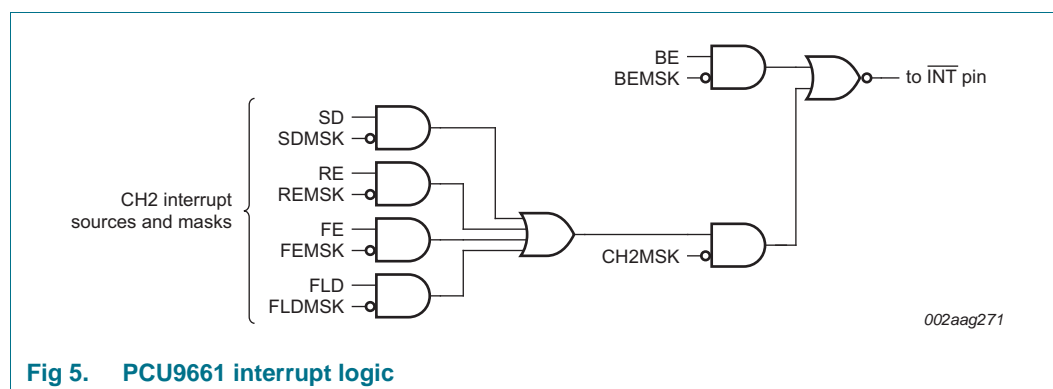 BE
BEMSK
to INT pin
SD
SDMSK
RE
REMSK
CH2 interrupt
sources and masks
FE
FEMSK
CH2MSK
FLD
FLDMSK
002aag271
Fig 5. PCU9661 interrupt logic